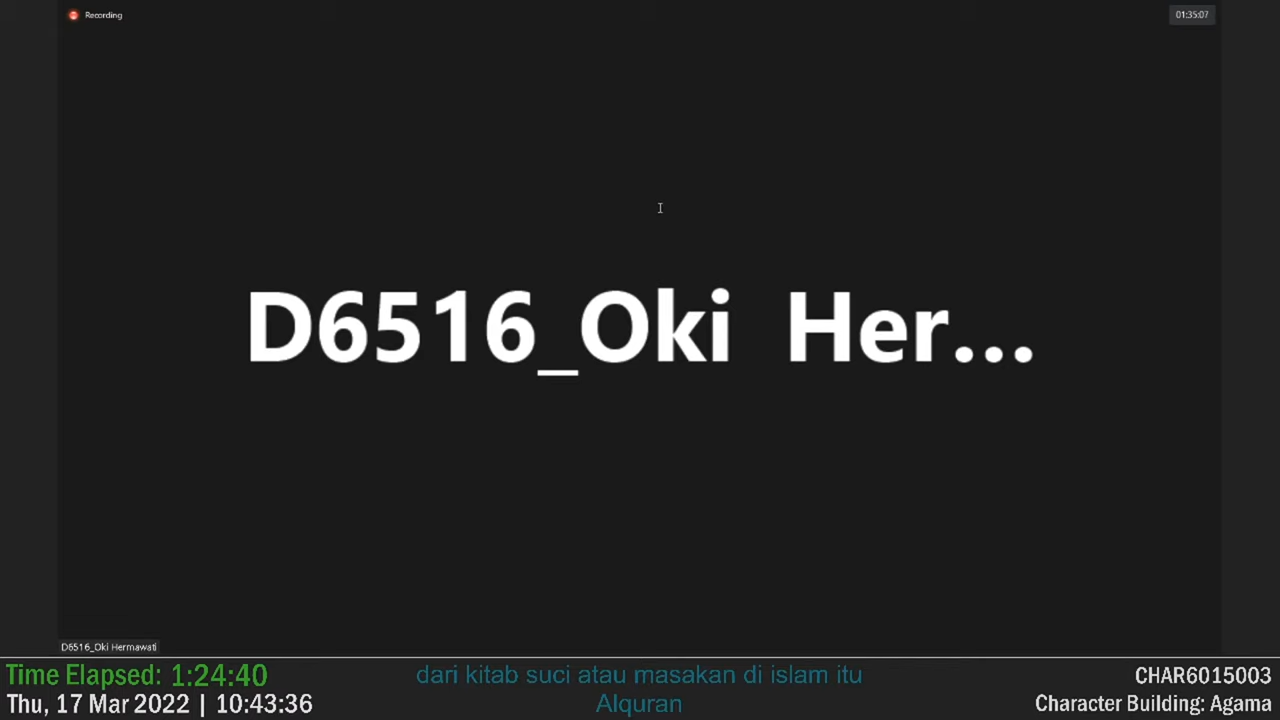 Recording
01:35:07
D6516_Oki Her...
D6516_Oki Hermawati
Time Elapsed: 1:24:40
Thu, 17 Mar 2022 | 10:43:36
dari kitab suci atau masakan di islam itu
Alquran
CHAR6015003
Character Building: Agama